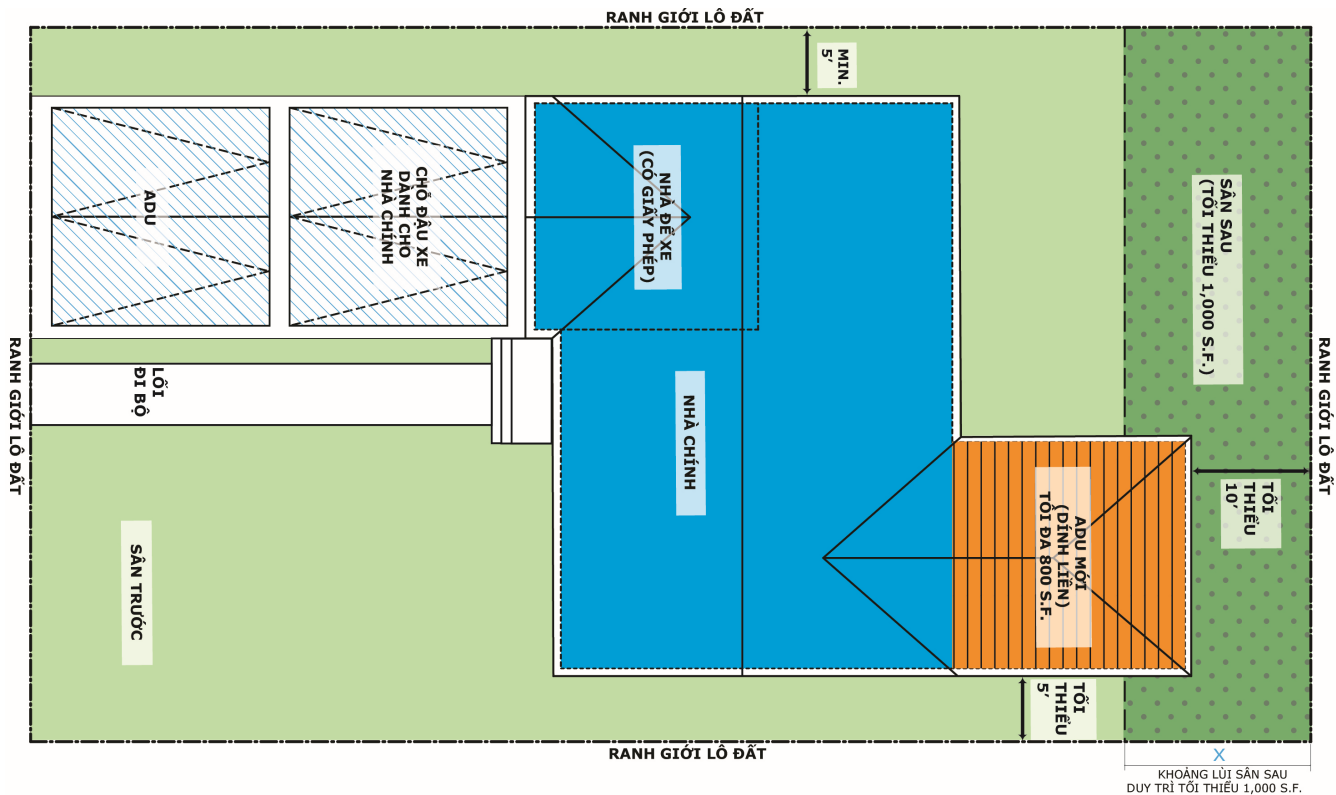 RANH GIỚI LÔ ĐẤT
MIN.
5’
SÂN SAU
(TỐI THIỂU 1,000 S.F.)
NHÀ ĐỂ XE
(CÓ GIẤY PHÉP)
CHỖ ĐẬU XE
DÀNH CHO
NHÀ CHÍNH
ADU
RANH GIỚI LÔ ĐẤT
RANH GIỚI LÔ ĐẤT
LỐI
ĐI BỘ
NHÀ CHÍNH
ADU MỚI
(DÍNH LIỀN)
TỐI ĐA 800 S.F.
TỐI
THIỂU
10’
SÂN TRƯỚC
TỐI
THIỂU
5’
RANH GIỚI LÔ ĐẤT
X
KHOẢNG LÙI SÂN SAU
DUY TRÌ TỐI THIỂU 1,000 S.F.